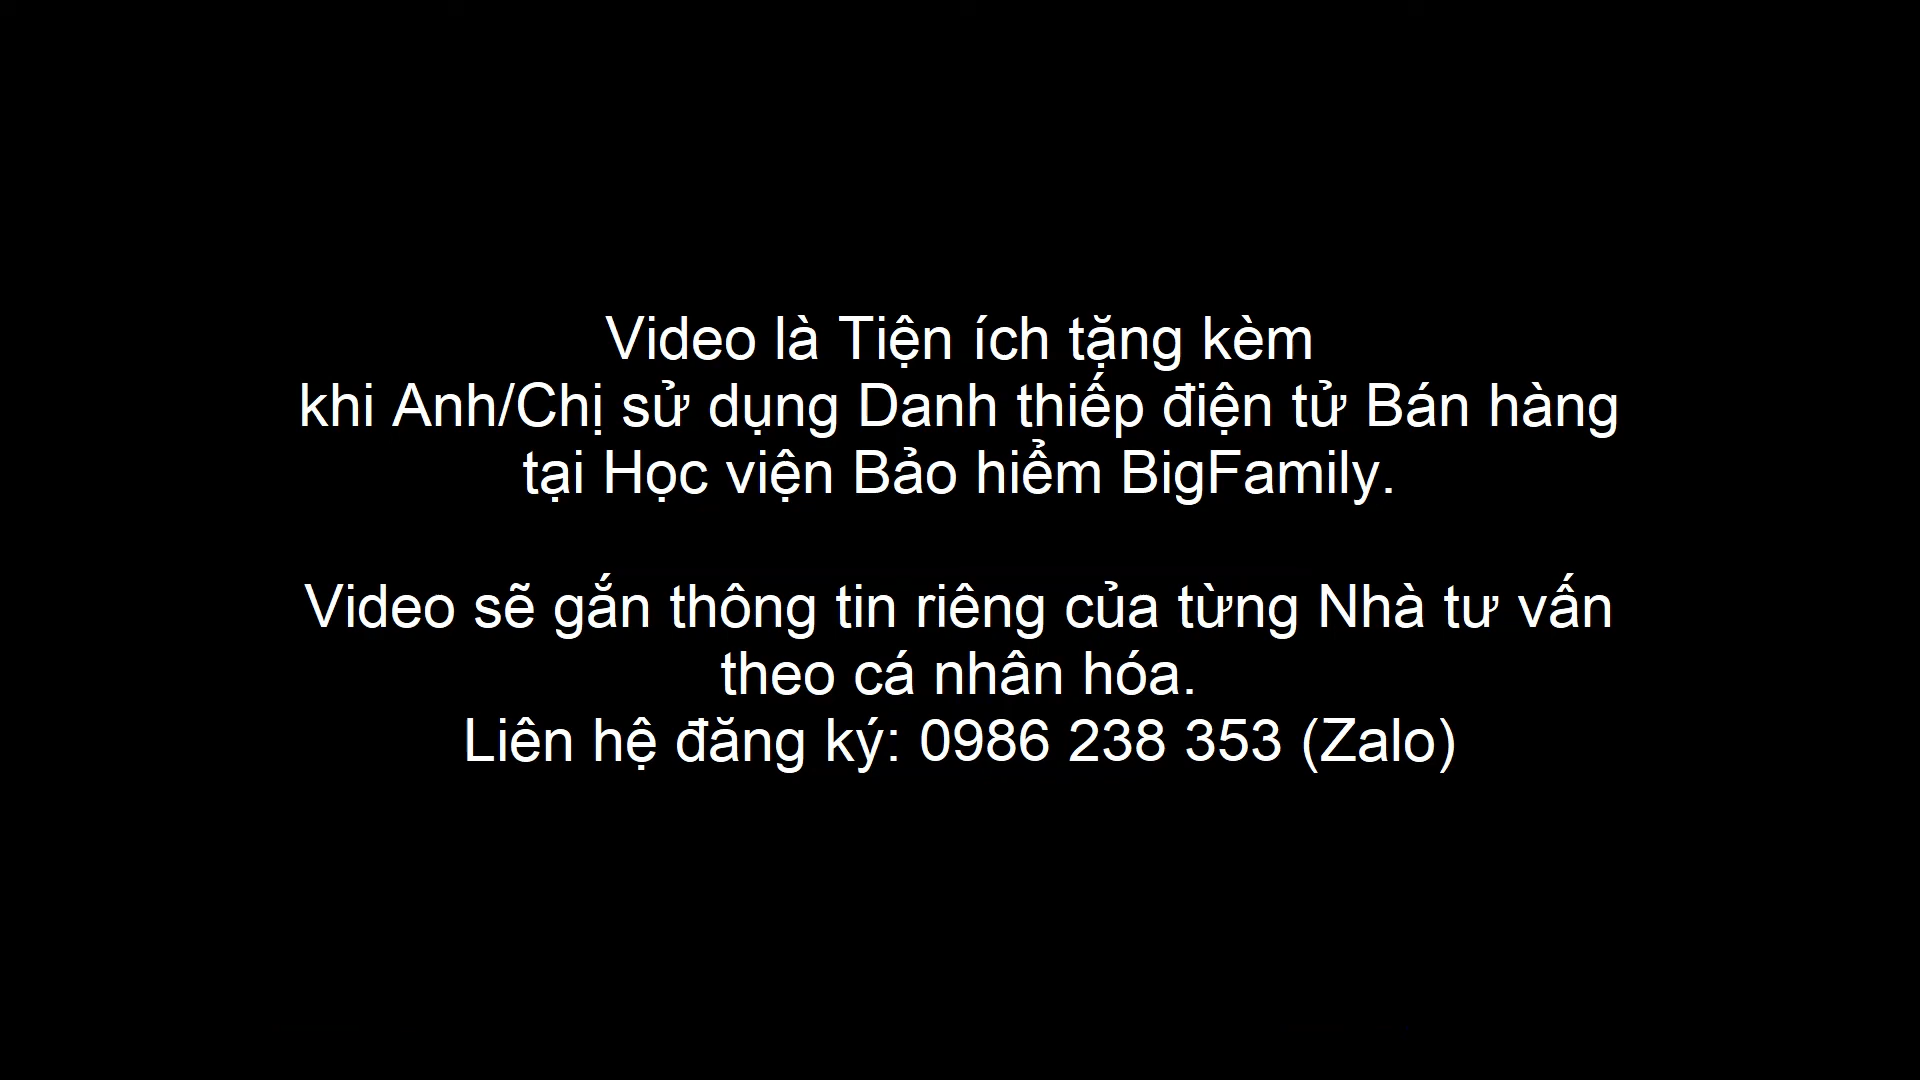 Video là Tiện ích tặng kèm
khi Anh/Chị sử dụng Danh thiếp điện tử Bán hàng
tại Học viện Bảo hiểm BigFamily.
Video sẽ gắn thông tin riêng của từng Nhà tư vấn
theo cá nhân hóa.
Liên hệ đăng ký: 0986 238 353 (Zalo)